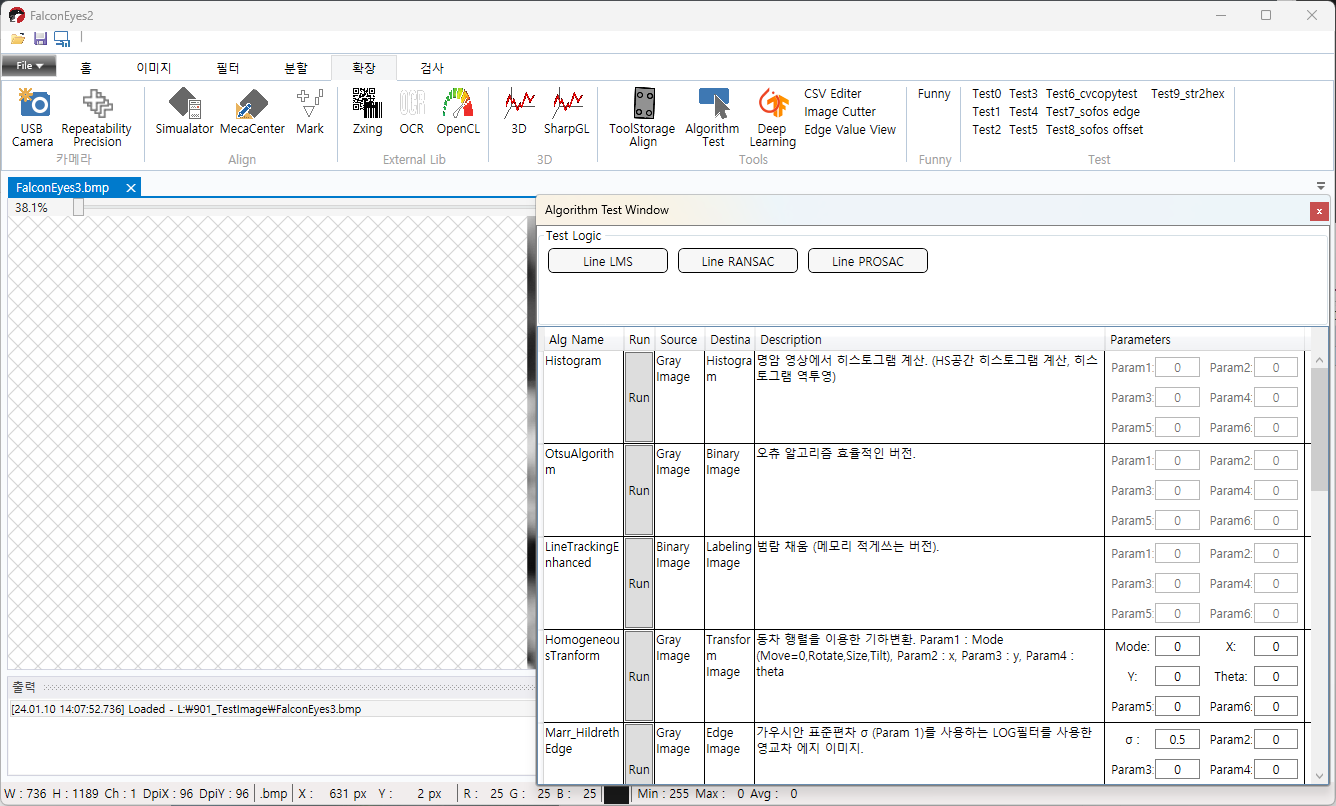 FalconEyes2
File
홈
이미지
필터
분할
확장
검사
USB
Camera
Repeatability
Precision
카메라
Simualator
MecaCenter
Mark
Align
Zxing
OCR
OCR
OpenCL
External Lib
3D
SharpGL
3D
ToolStorage
Align
Algorithm
Test
Deep
Learning
CSV Editer
Image Cutter
Edge Value View
Tools
Funny
Funny
Test0 Test3 Test6_cvcopytest Test9_str2hex
Test1 Test4 Test7_sofos edge
Test2 Test5 Test8_sofos offset
Test
FalconEyes3.bmp
38.1%
Algorithm Test Window
Test Logic
Line LMS
Line RANSAC
Line PROSAC
Alg Name Run Source Destina Description Parameters
Histogram
Run
Gray
Image
Histogra
m
명암 영상에서 히스토그램 계산. (HS공간 히스토그램 계산, 히스
토그램 역투영)
Param1: 0 Param2: 0
Param3: 0 Param4: 0
Param5: 0 Param6: 0
OtsuAlgorith
m
Run
Gray
Image
Binary
Image
오츄 알고리즘 효율적인 버전.
Param1: 0 Param2: 0
Param3: 0 Param4: 0
Param5: 0 Param6: 0
LineTrackingE
nhanced
Run
Binary
Image
Labeling
Image
범람 채움 (메모리 적게쓰는 버전).
Param1: 0 Param2: 0
Param3: 0 Param4: 0
Param5: 0 Param6: 0
HomogeneoU
sTranform
Run
Gray
Image
Transfor
m
Image
동차 행렬을 이용한 기하변환. Param1 : Mode
(Move=0,Rotate,Size,Tilt), Param2 : x, Param3 : y, Param4 :
theta
Mode: 0 X: 0
Y: 0 Theta: 0
Param5: 0 Param6: 0
Marr_Hildreth
Edge
Run
Gray
Image
Edge
Image
가우시안 표준편차 σ (Param 1)를 사용하는 LOG필터를 사용한
영교차 에지 이미지.
σ : 0.5 Param2: 0
Param3: 0 Param4: 0
출력
[24.01.10 14:07:52.736] Loaded - L:₩901_TestImage₩FalconEyes3.bmp
W : 736 H : 1189 Ch : 1 DpiX : 96 DpiY : 96 .bmp X : 631 px Y : 2 px R : 25 G : 25 B : 25 Min : 255 Max : 0 Avg : 0